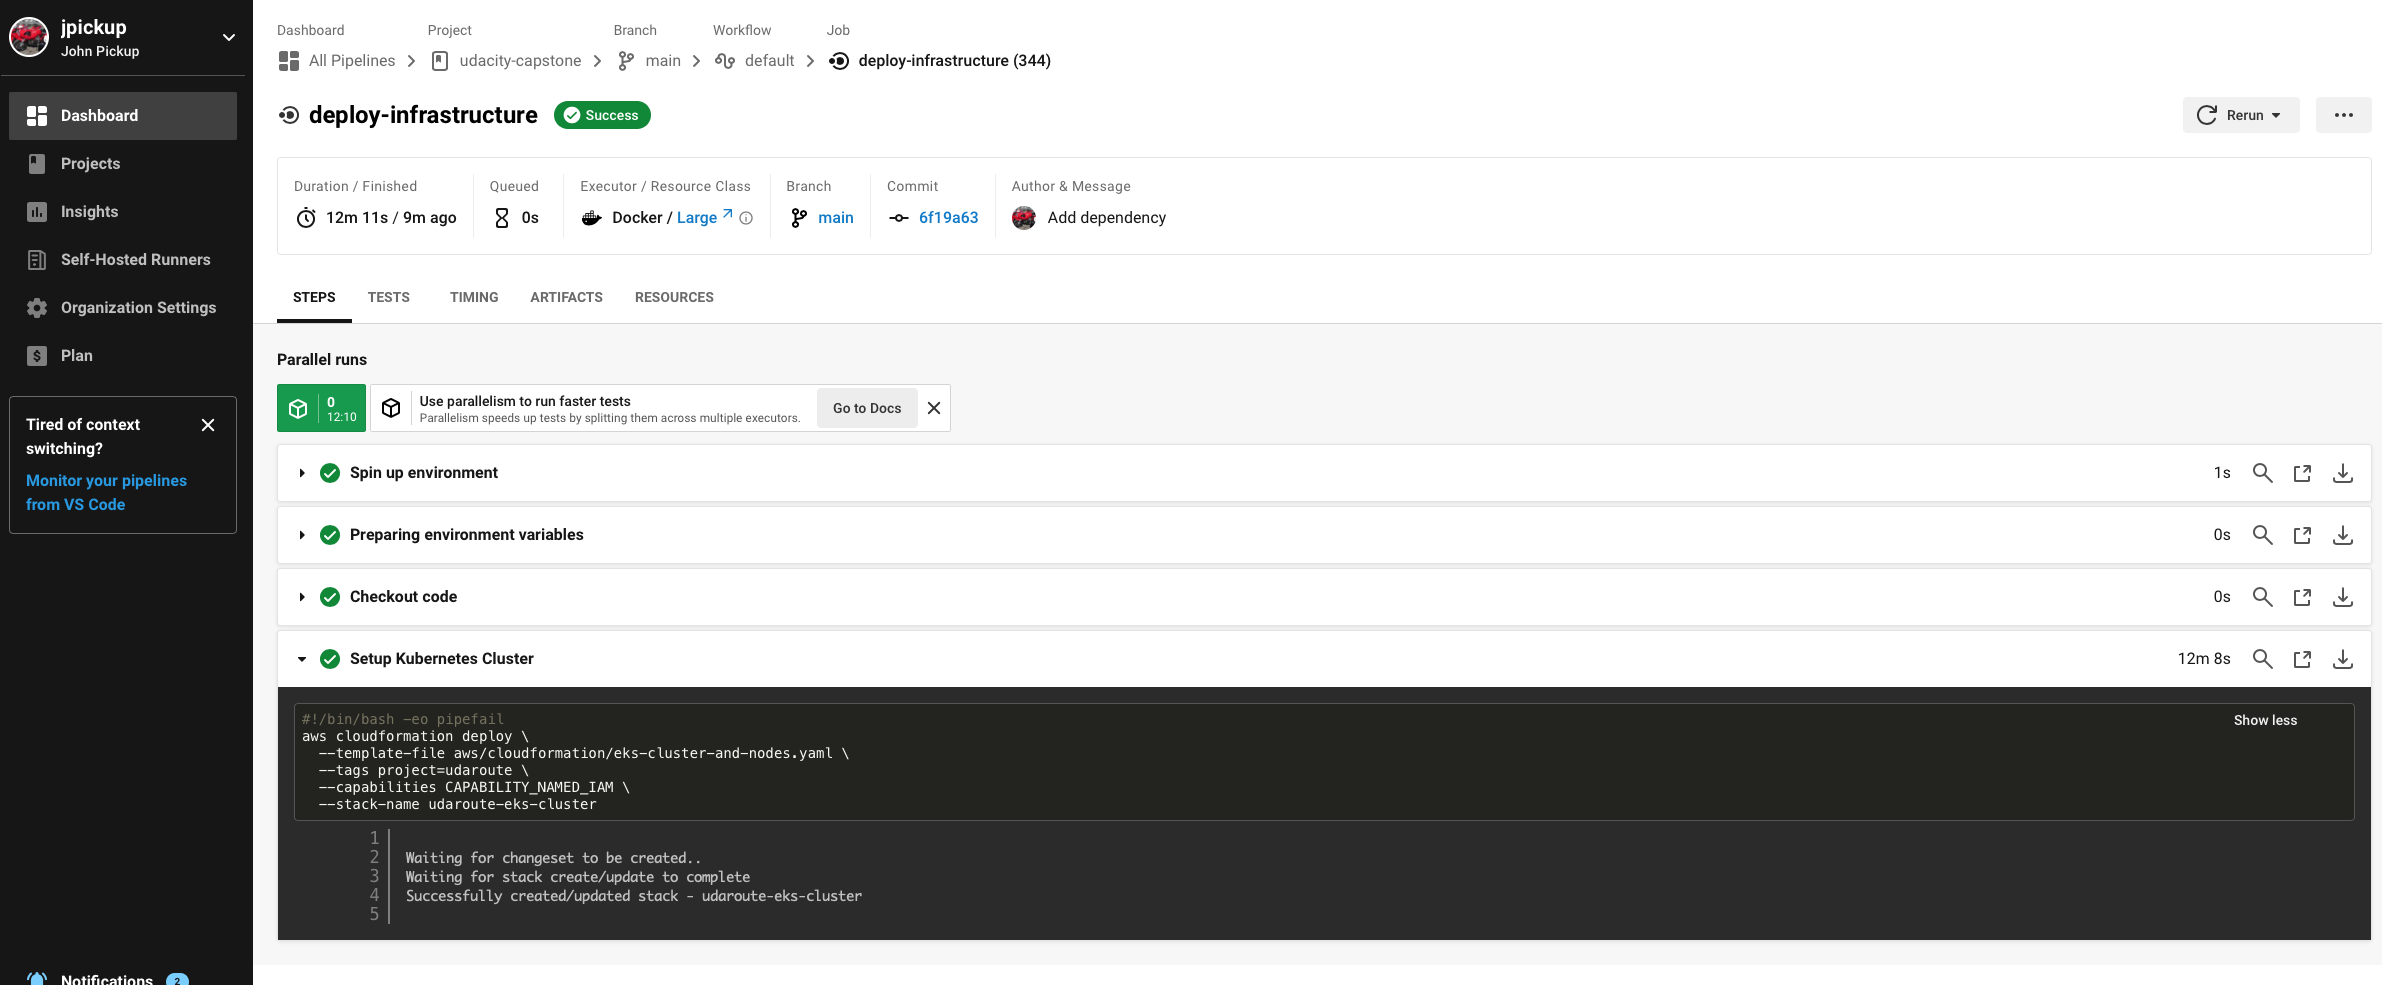 jpickup
John Pickup
Dashboard
Projects
Insights
Self-Hosted Runners
Organization Settings
Plan
Tired of context
switching?
Monitor your pipelines
from VS Code
Notifications 2
Dashboard Project Branch Workflow Job
All Pipelines udacity-capstone main default deploy-infrastructure (344)
deploy-infrastructure Success Rerun
Duration / Finished Queued Executor / Resource Class Branch Commit Author & Message
12m 11s / 9m ago 0s Docker / Large main 6f19a63 Add dependency
STEPS TESTS TIMING ARTIFACTS RESOURCES
Parallel runs
0
12:10
Use parallelism to run faster tests
Parallelism speeds up tests by splitting them across multiple executors.
Go to Docs
Spin up environment 1s
Preparing environment variables 0s
Checkout code 0s
Setup Kubernetes Cluster 12m 8s
#!/bin/bash -eo pipefail
Show less
aws cloudformation deploy \
--template-file aws/cloudformation/eks-cluster-and-nodes.yaml \
--tags project=udaroute \
--capabilities CAPABILITY_NAMED_IAM \
--stack-name udaroute-eks-cluster
1
2 Waiting for changeset to be created..
3 Waiting for stack create/update to complete
4 Successfully created/updated stack - udaroute-eks-cluster
5